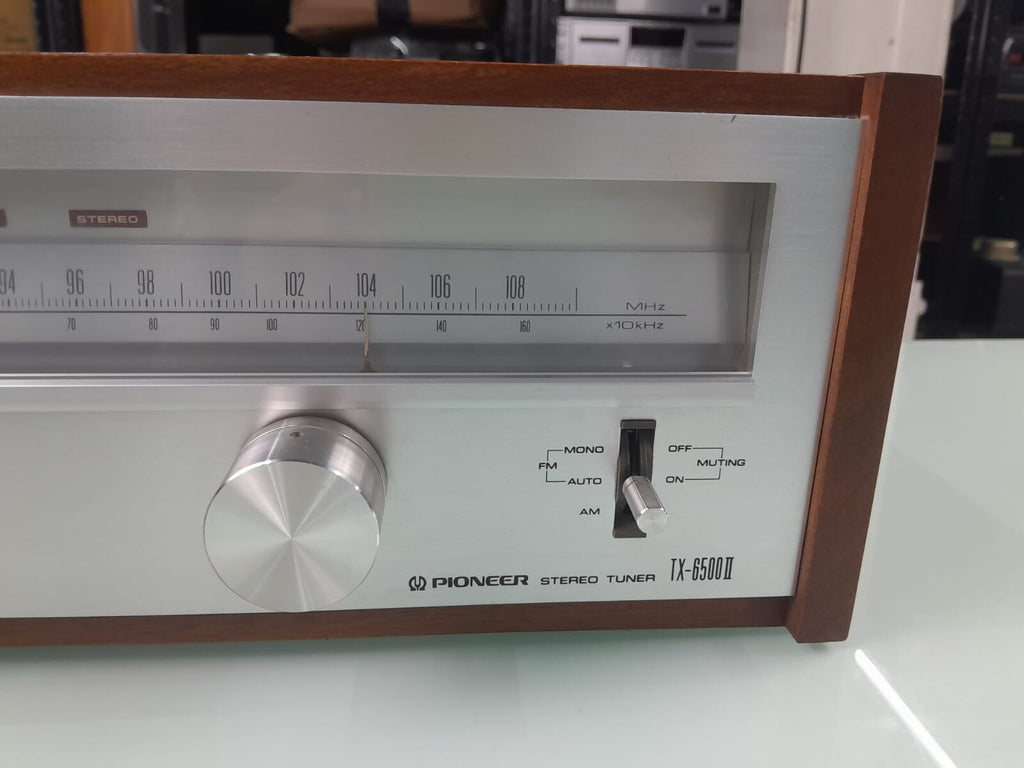 STEREO
94 96 98 100 102 104 106 108
MHz
70 80 90 100 120 140 160
x10kHz
MONO OFF
FM MUTING
AUTO ON
AM
PIONEER STEREO TUNER TX-6500II